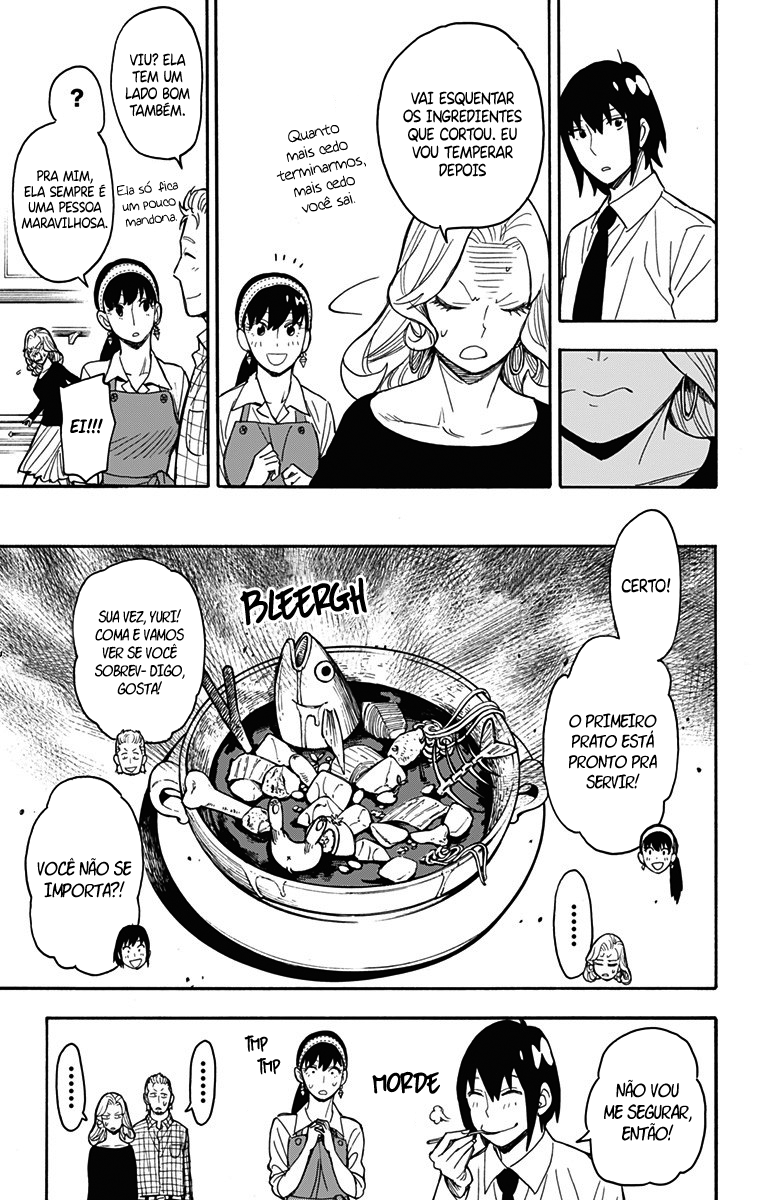 VAI ESQUENTAR
OS INGREDIENTES
QUE CORTOU. EU
VOU TEMPERAR
DEPOIS
Quanto
mais cedo
terminarmos,
mais cedo
você sai.
VIU? ELA
TEM UM
LADO BOM
TAMBÉM.
Ela só fica
um pouco
mandona.
?
PRA MIM,
ELA SEMPRE É
UMA PESSOA
MARAVILHOSA.
EI!!!
CERTO!
O PRIMEIRO
PRATO ESTÁ
PRONTO PRA
SERVIR!
BLEERGH
SUA VEZ, YURI!
COMA E VAMOS
VER SE VOCÊ
SOBREV- DIGO,
GOSTA!
......
VOCÊ NÃO SE
IMPORTA?!
NÃO VOU
ME SEGURAR,
ENTÃO!
MORDE
TMP
TMP
......
......